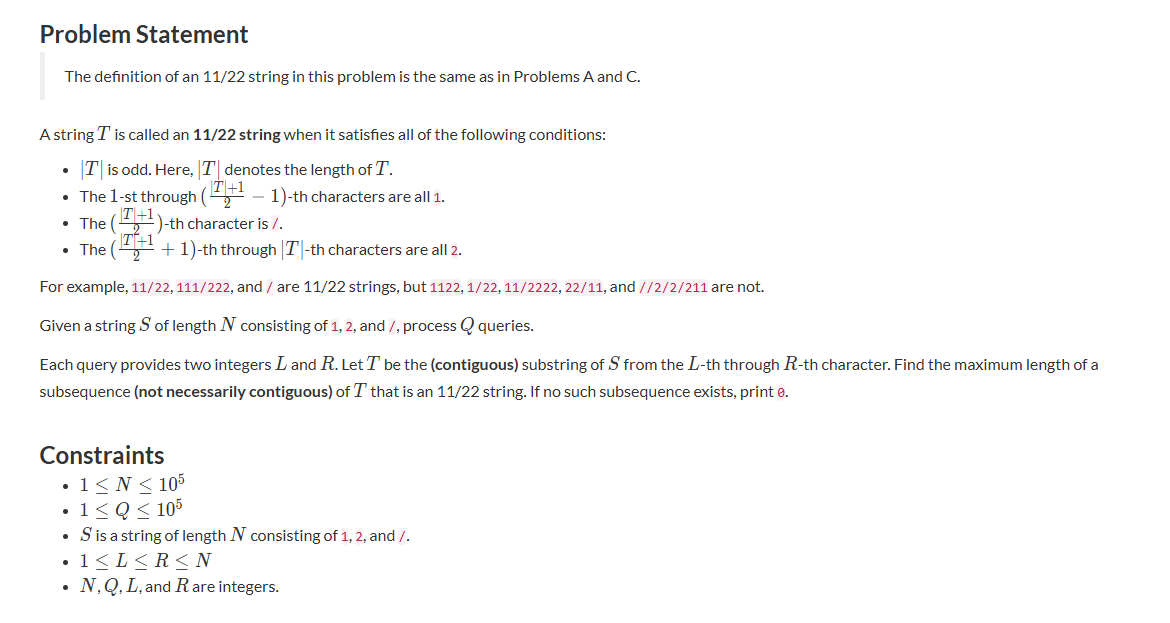 Problem Statement
The definition of an 11/22 string in this problem is the same as in Problems A and C.
A string T is called an 11/22 string when it satisfies all of the following conditions:
• |T| is odd. Here, |T| denotes the length of T.
• The 1-st through (\frac{|T|+1}{2} − 1)-th characters are all 1.
• The (\frac{|T|+1}{2})-th character is /.
• The (\frac{|T|+1}{2} + 1)-th through |T|-th characters are all 2.
For example, 11/22, 111/222, and / are 11/22 strings, but 1122, 1/22, 11/2222, 22/11, and //2/2/211 are not.
Given a string S of length N consisting of 1, 2, and /, process Q queries.
Each query provides two integers L and R. Let T be the (contiguous) substring of S from the L-th through R-th character. Find the maximum length of a
subsequence (not necessarily contiguous) of T that is an 11/22 string. If no such subsequence exists, print 0.
Constraints
• 1 ≤ N ≤ 10^5
• 1 ≤ Q ≤ 10^5
• S is a string of length N consisting of 1, 2, and /.
• 1 ≤ L ≤ R ≤ N
• N, Q, L, and R are integers.